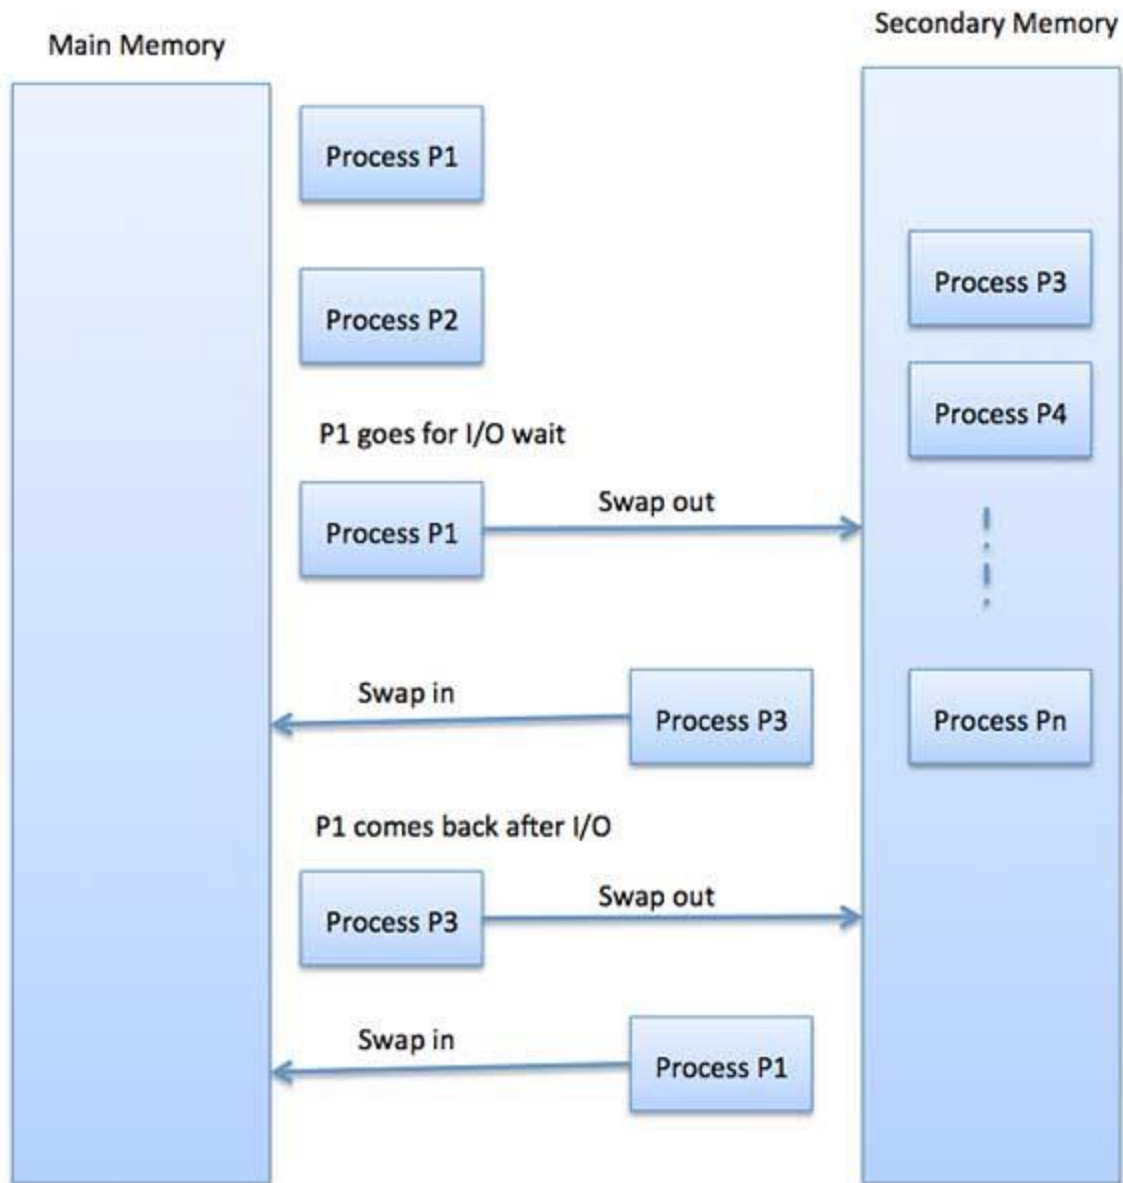 Main Memory
Secondary Memory
Process P1
Process P3
Process P2
Process P4
P1 goes for I/O wait
Swap out
Process P1
Swap in
Process P3
Process Pn
P1 comes back after I/O
Swap out
Process P3
Swap in
Process P1